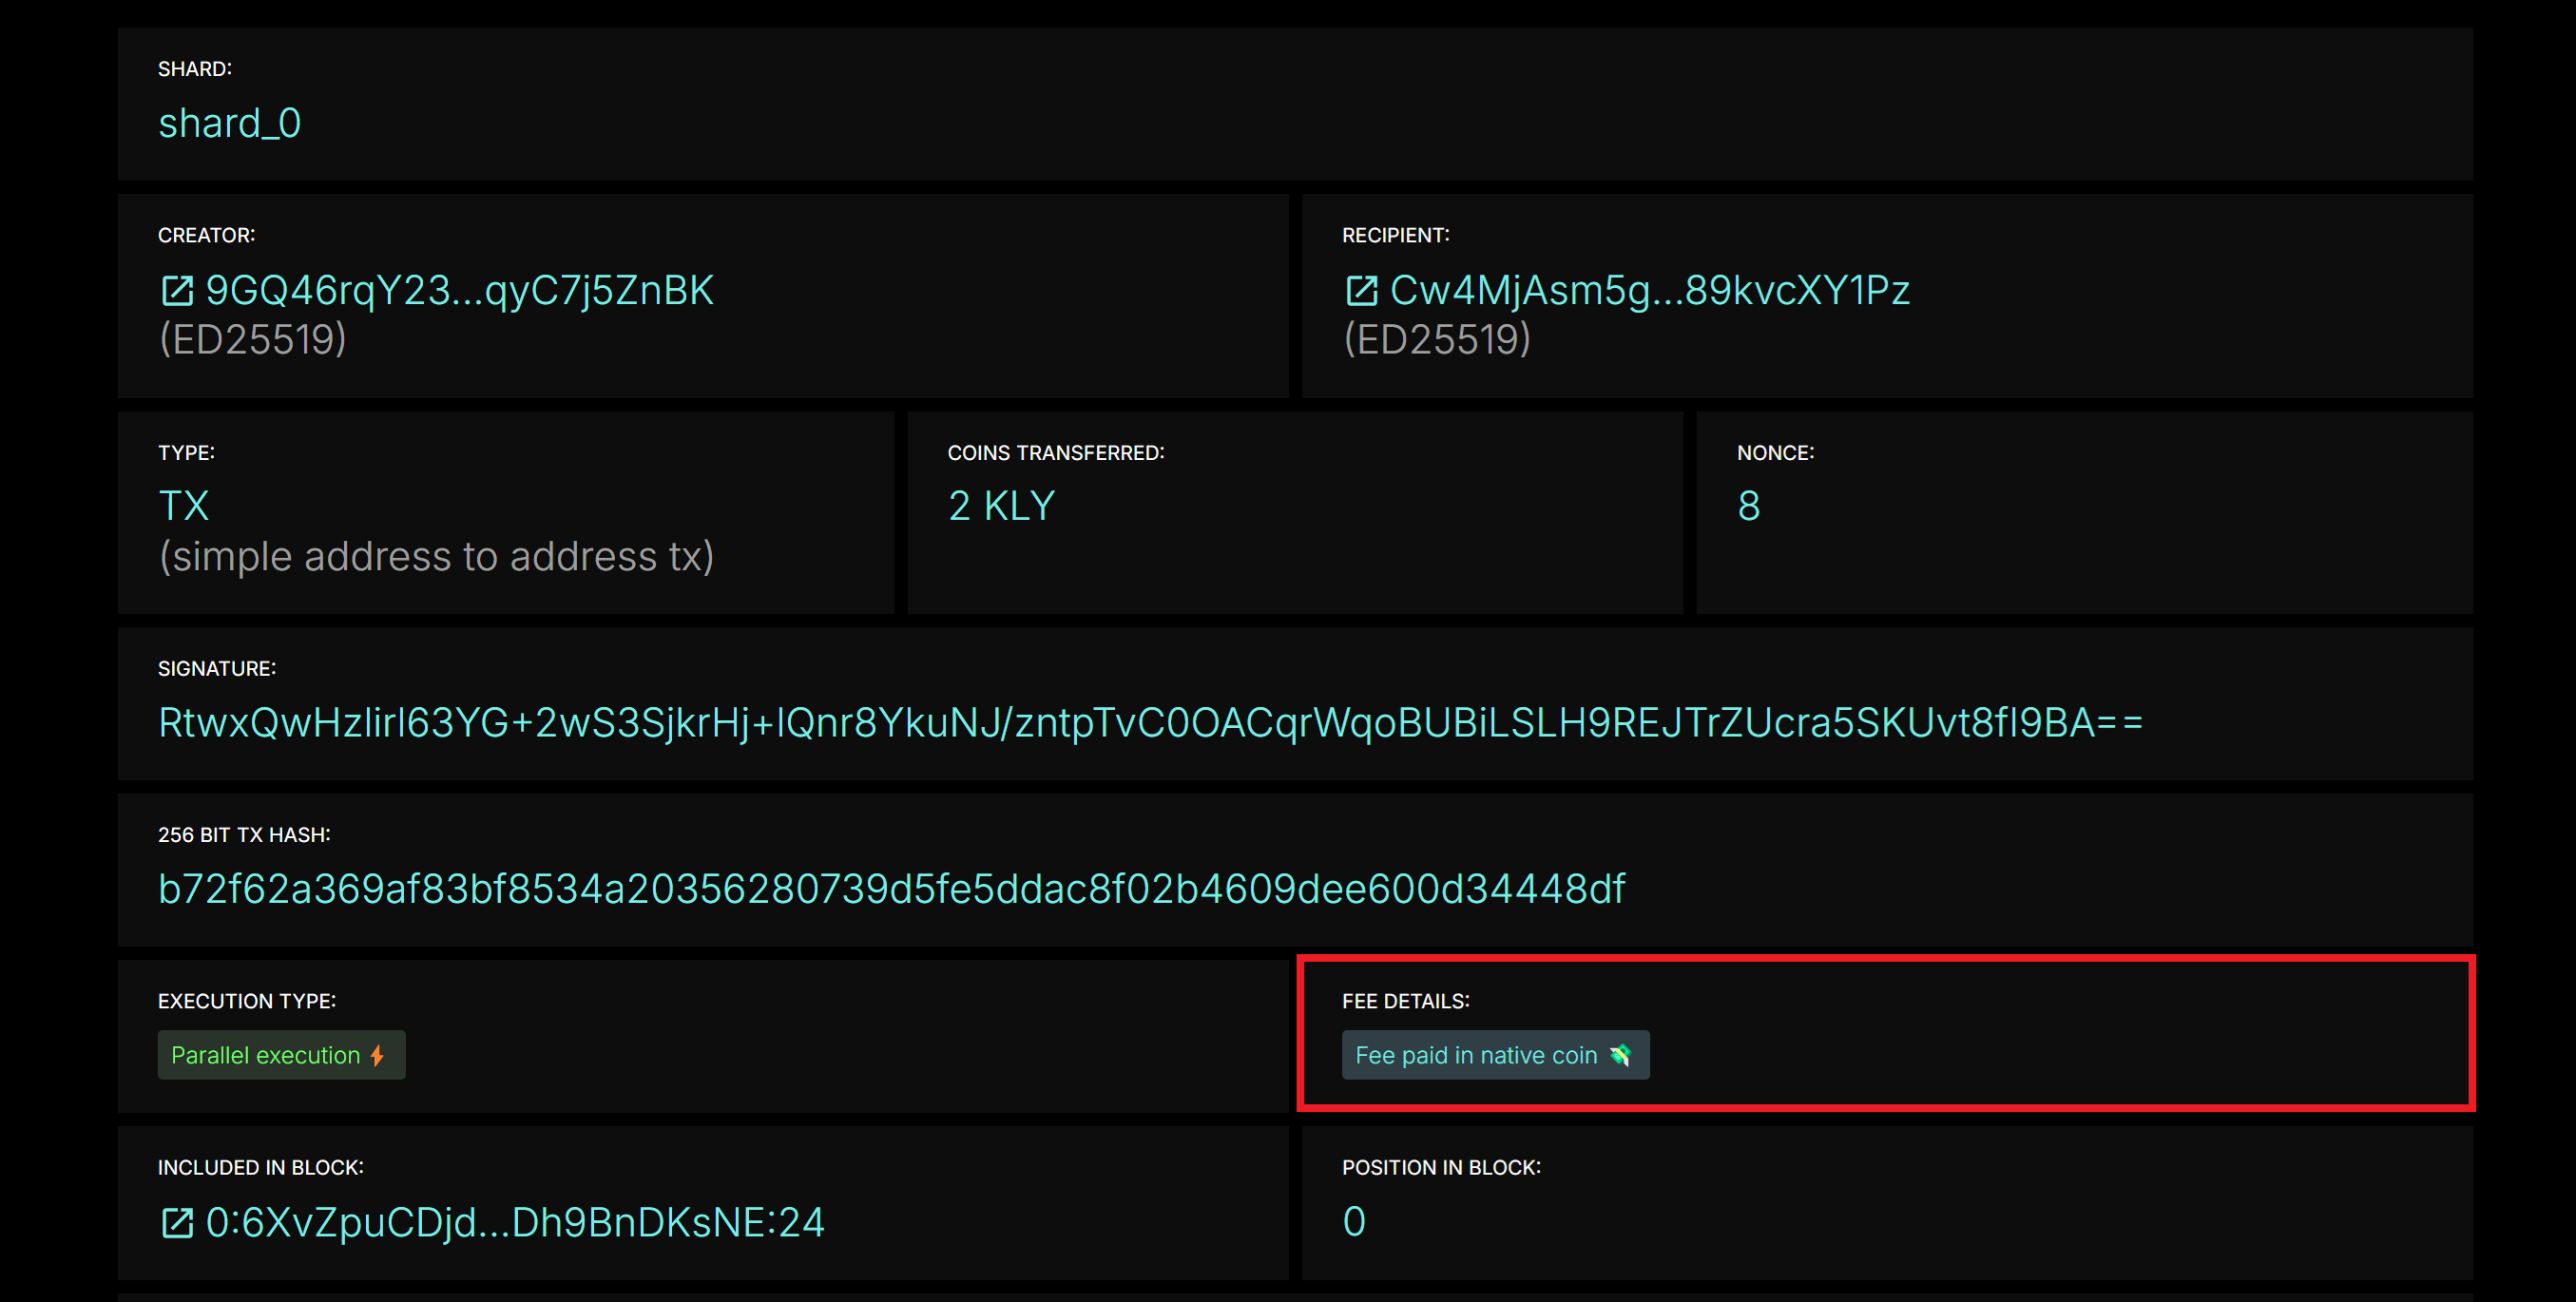 SHARD:
shard_0
CREATOR:
9GQ46rqY23...qyC7j5ZnBK
(ED25519)
RECIPIENT:
Cw4MjAsm5g...89kvcXY1Pz
(ED25519)
TYPE:
TX
(simple address to address tx)
COINS TRANSFERRED:
2 KLY
NONCE:
8
SIGNATURE:
RtwxQwHzIirI63YG+2wS3SjkrHj+IQnr8YkuNJ/zntpTvC0OACqrWqoBUBiLSLH9REJTrZUcra5SKUvt8fI9BA==
256 BIT TX HASH:
b72f62a369af83bf8534a20356280739d5fe5ddac8f02b4609dee600d34448df
EXECUTION TYPE:
Parallel execution⚡
FEE DETAILS:
Fee paid in native coin 💸
INCLUDED IN BLOCK:
0:6XvZpuCDjd...Dh9BnDKsNE:24
POSITION IN BLOCK:
0